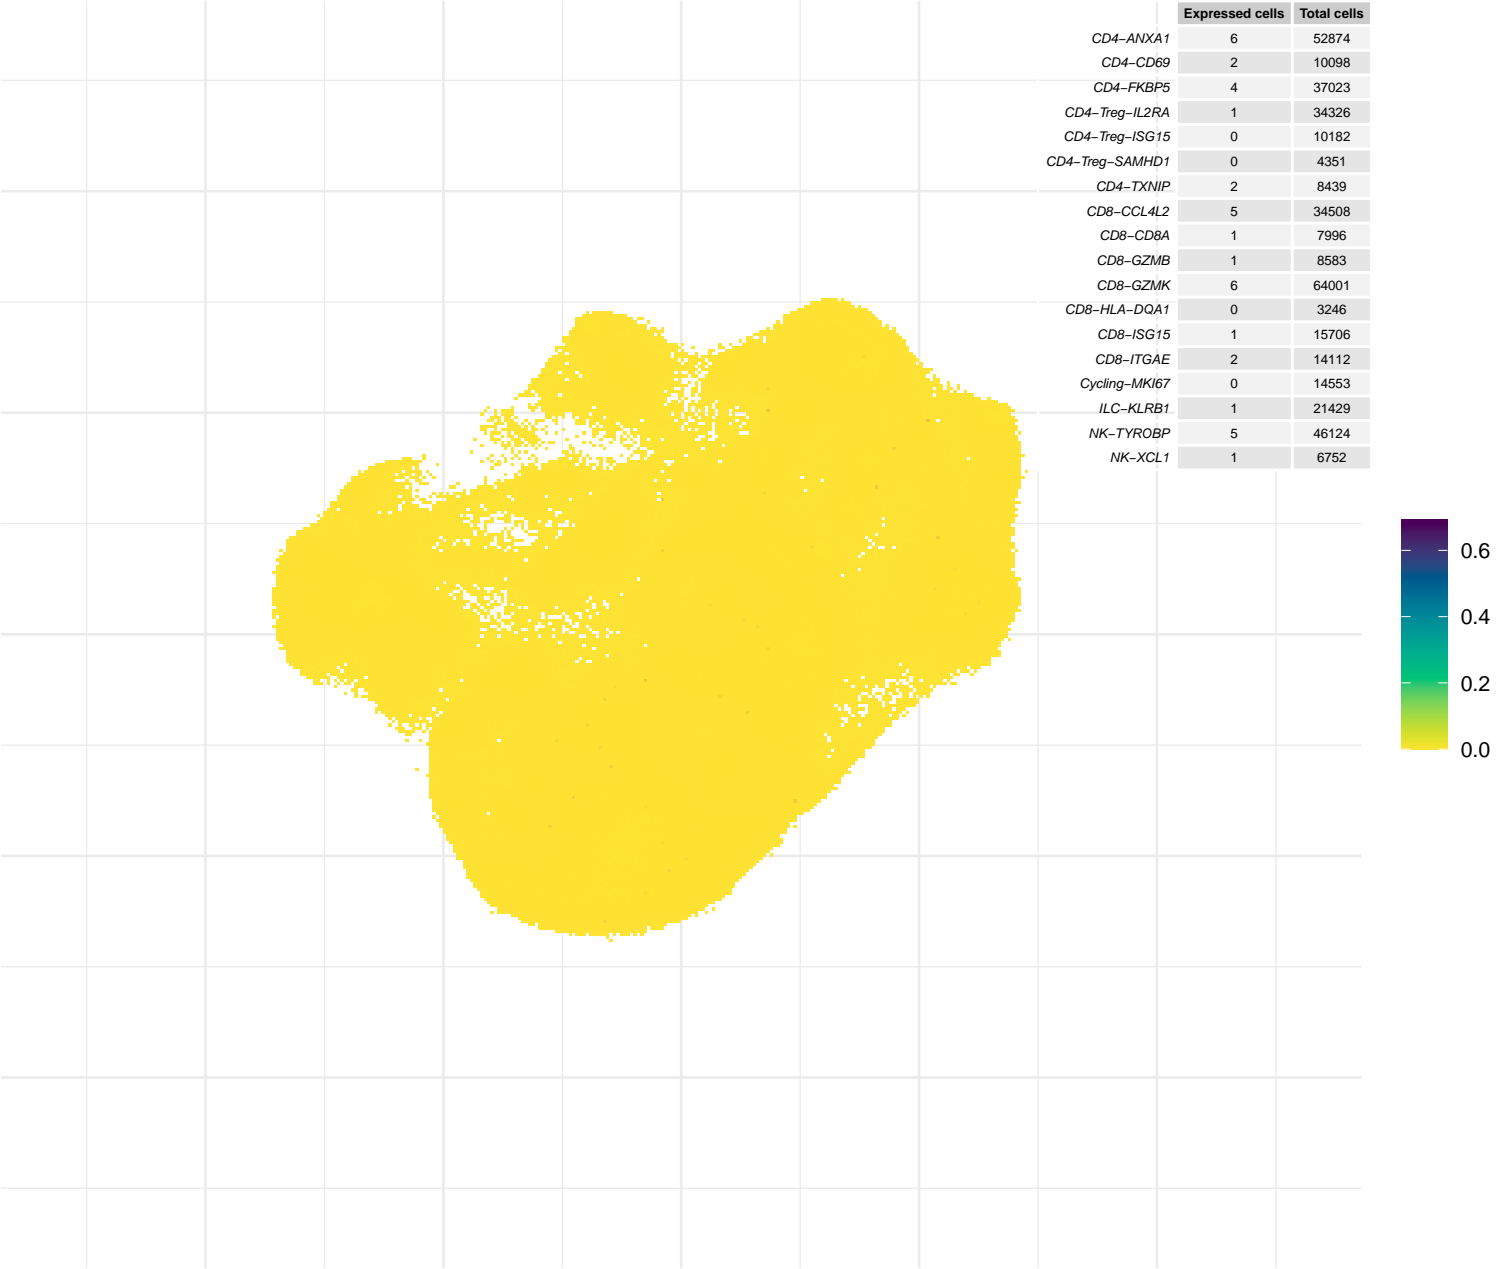 Expressed cells Total cells
CD4−ANXA1 6 52874
CD4−CD69 2 10098
CD4−FKBP5 4 37023
CD4−Treg−IL2RA 1 34326
CD4−Treg−ISG15 0 10182
CD4−Treg−SAMHD1 0 4351
CD4−TXNIP 2 8439
CD8−CCL4L2 5 34508
CD8−CD8A 1 7996
CD8−GZMB 1 8583
CD8−GZMK 6 64001
CD8−HLA−DQA1 0 3246
CD8−ISG15 1 15706
CD8−ITGAE 2 14112
Cycling−MKI67 0 14553
ILC−KLRB1 1 21429
NK−TYROBP 5 46124
NK−XCL1 1 6752
0.6
0.4
0.2
0.0